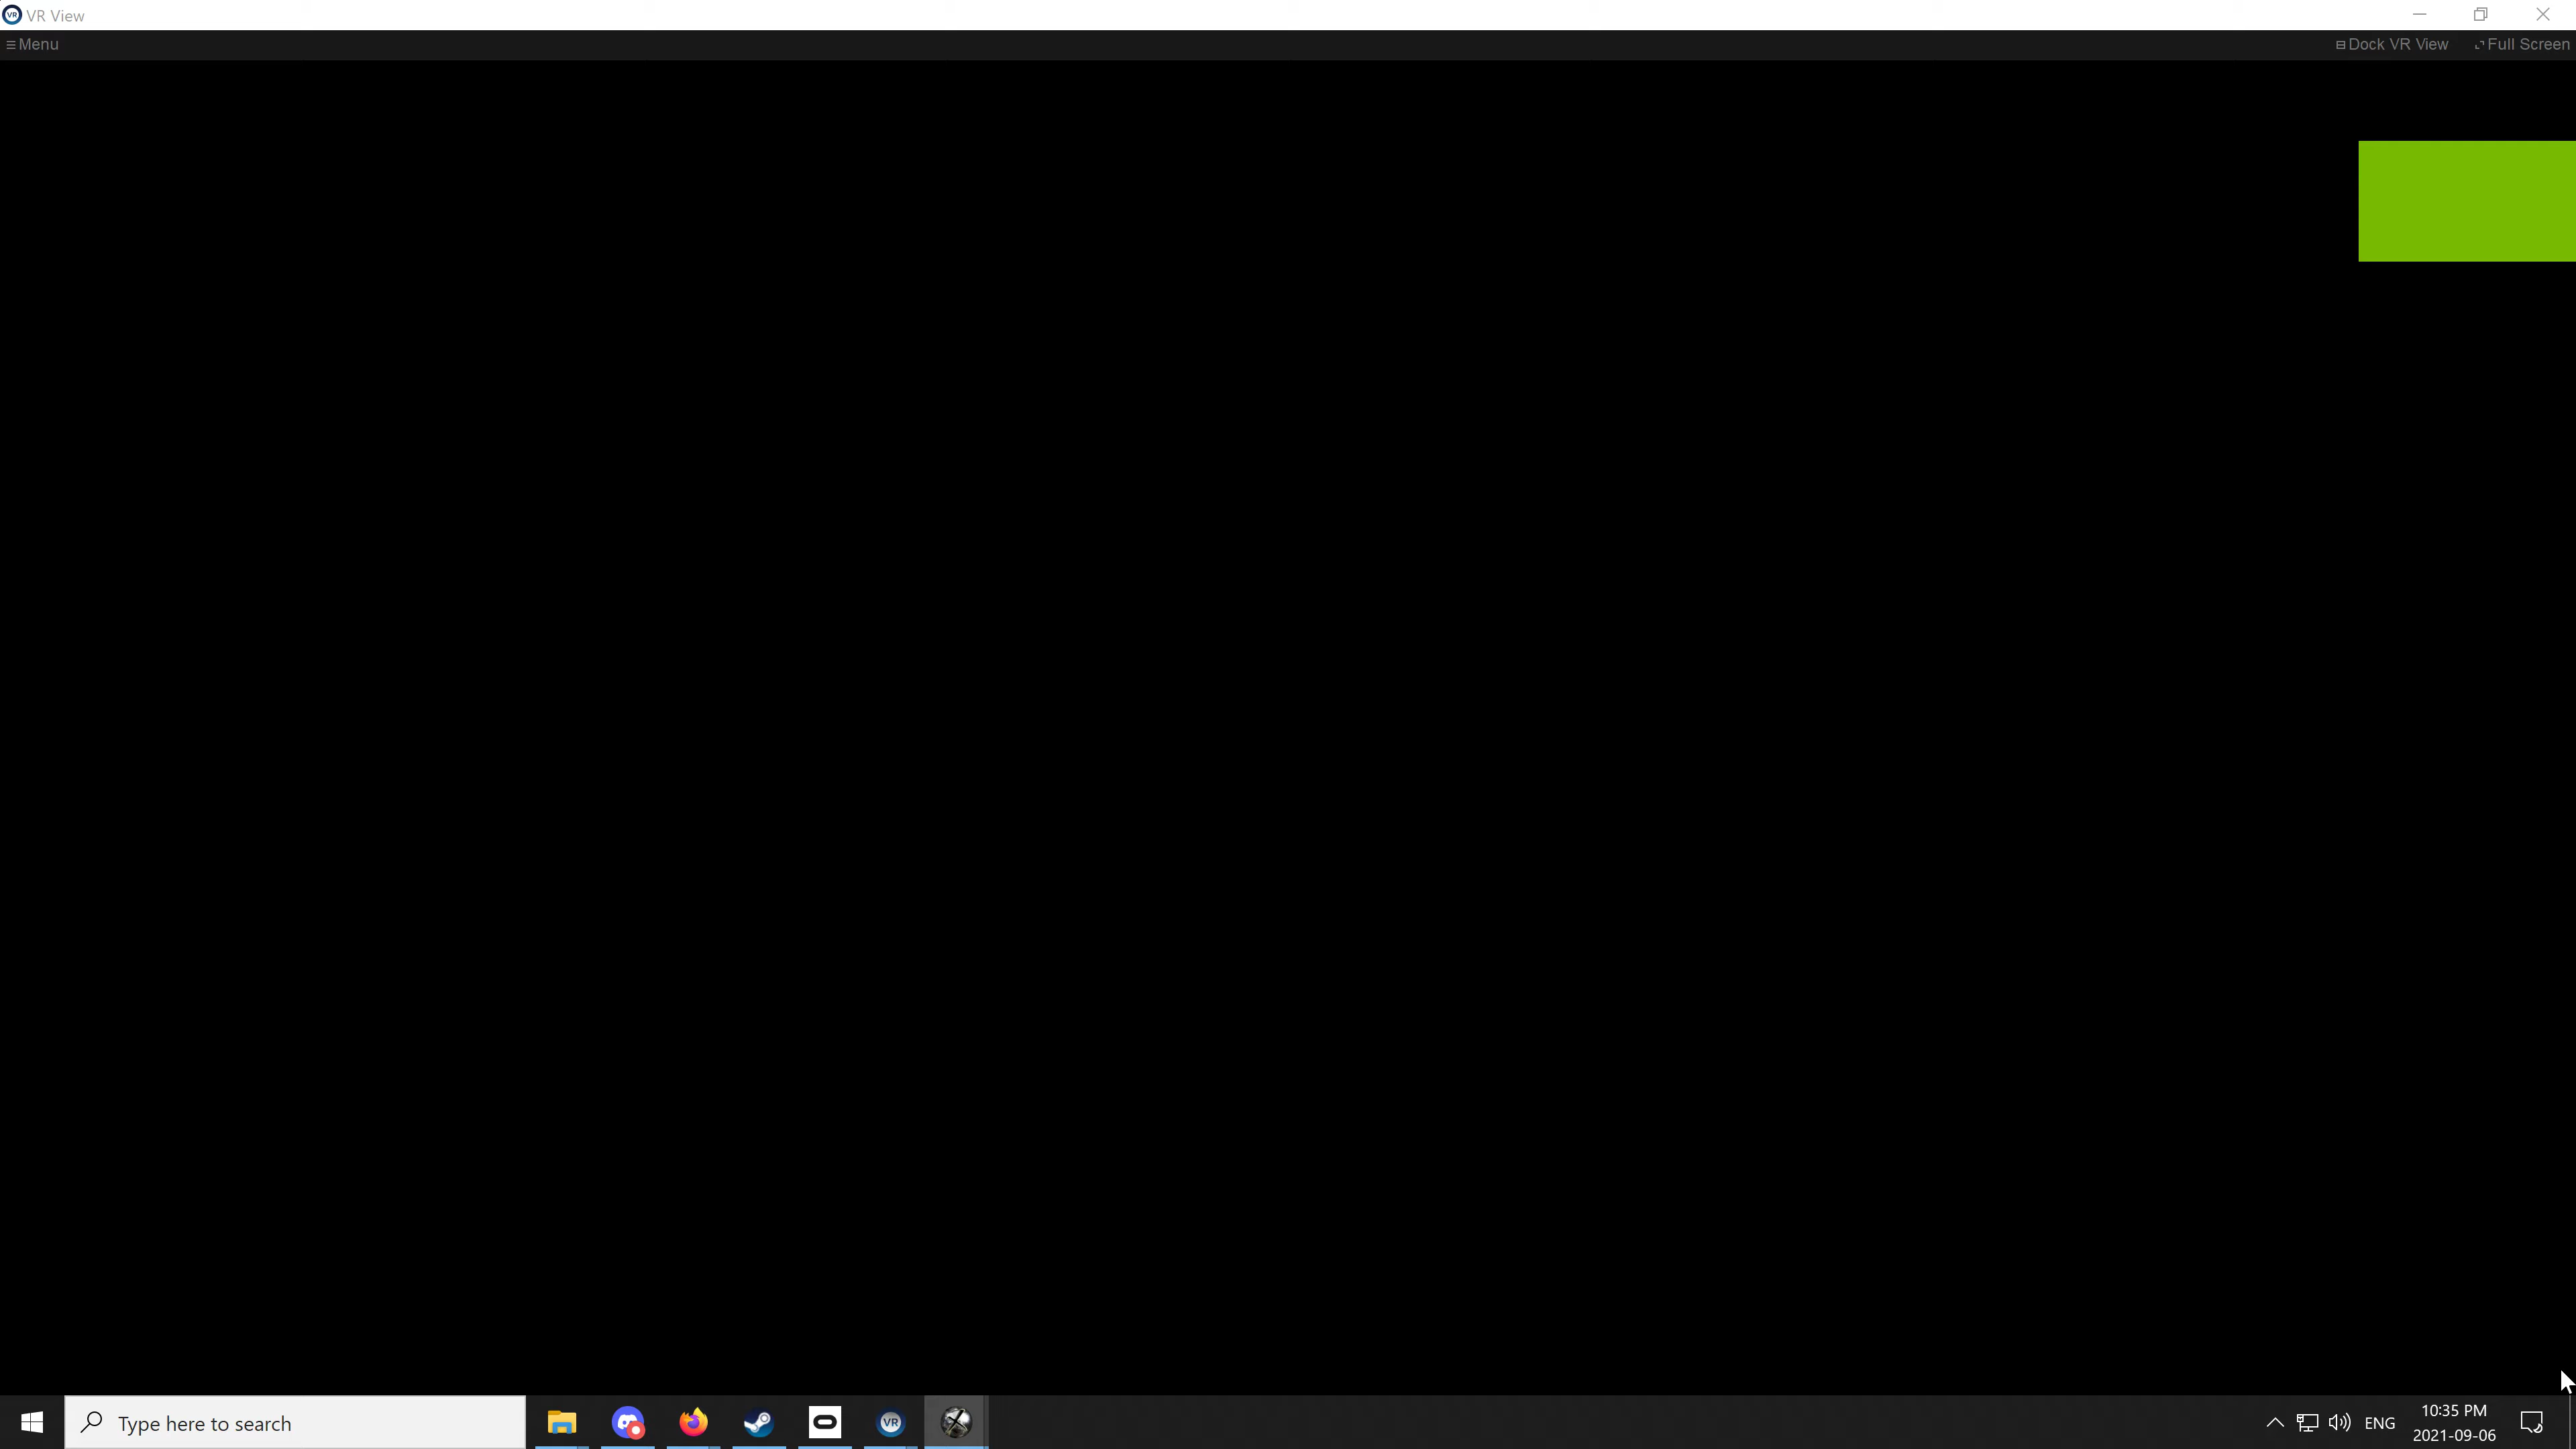 VR View
Menu
Dock VR View
Full Screen
Type here to search
VR
ENG
10:35 PM
2021-09-06